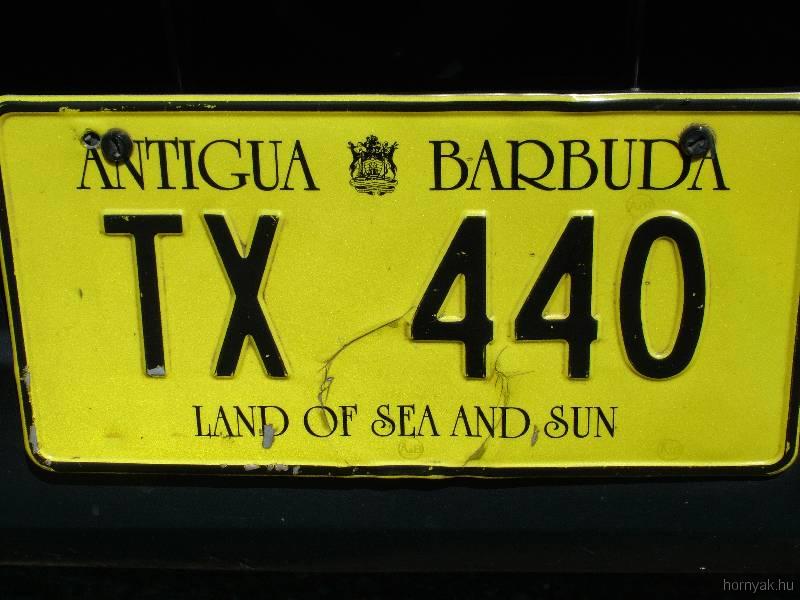 ANTIGUA BARBUDA
TX 440
LAND OF SEA AND SUN
hornyak.hu